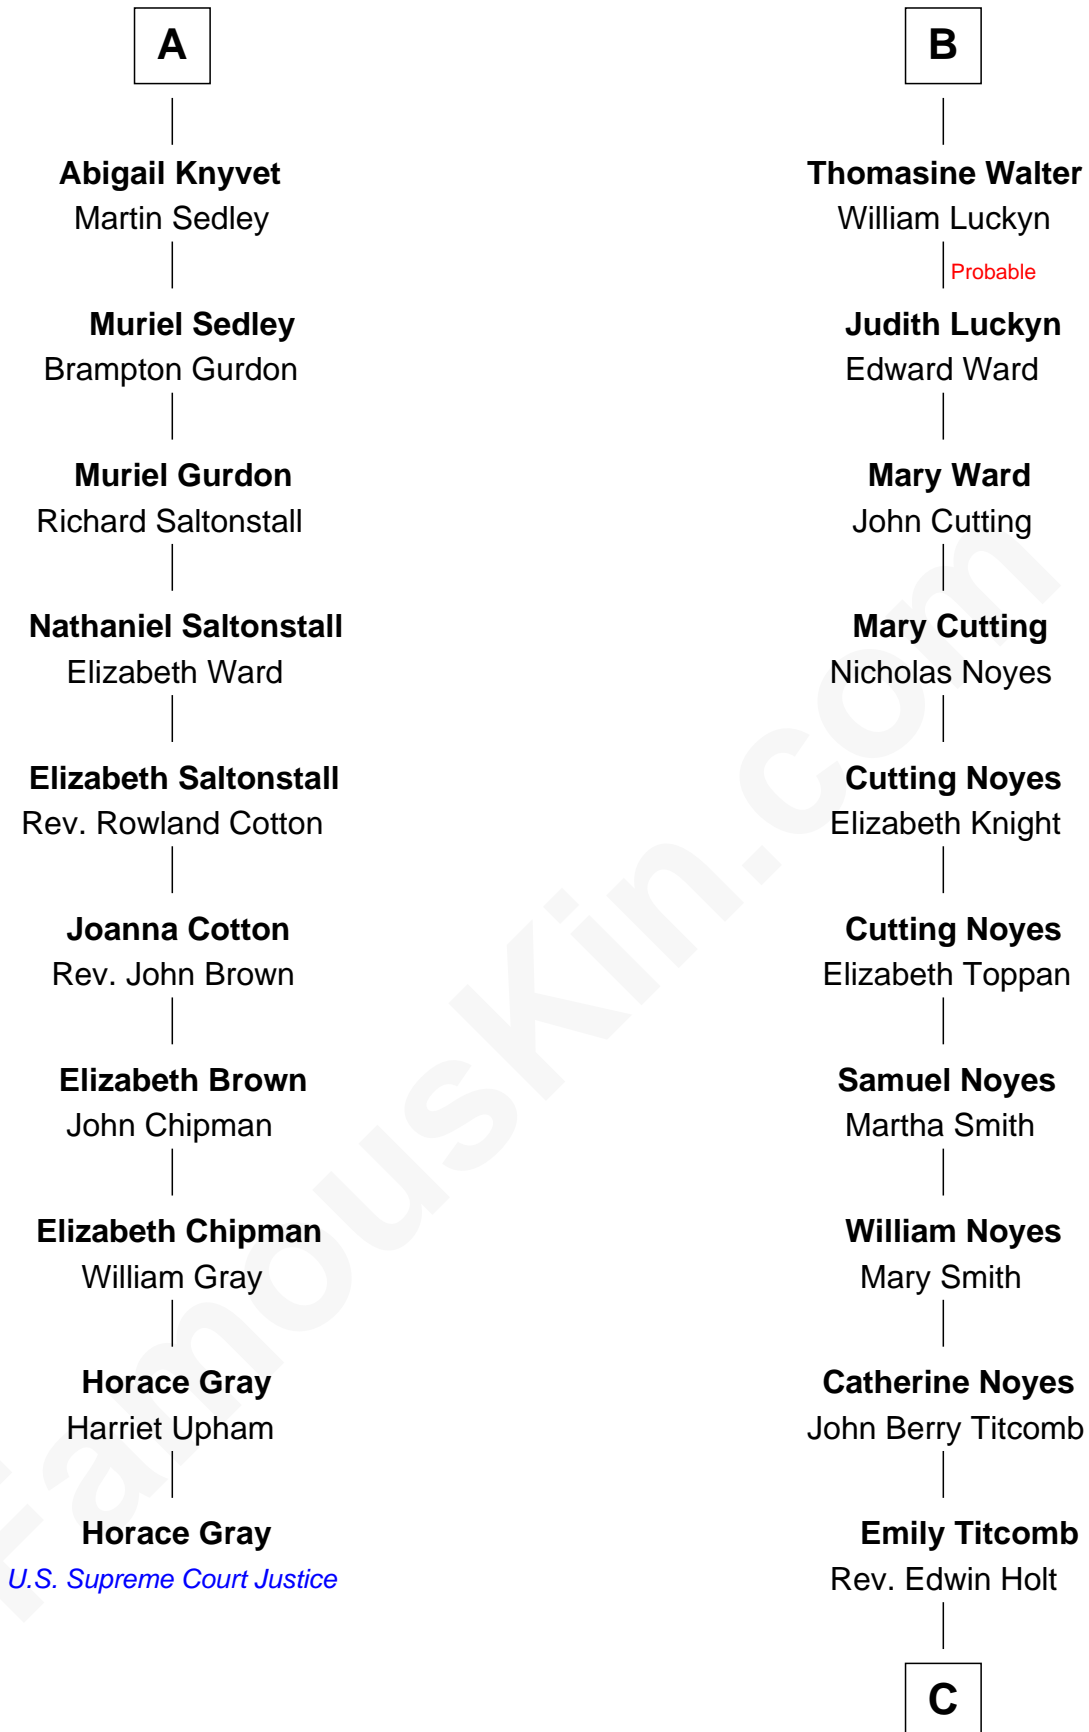 A
Abigail Knyvet
Martin Sedley
Muriel Sedley
Brampton Gurdon
Muriel Gurdon
Richard Saltonstall
Nathaniel Saltonstall
Elizabeth Ward
Elizabeth Saltonstall
Rev. Rowland Cotton
Joanna Cotton
Rev. John Brown
Elizabeth Brown
John Chipman
Elizabeth Chipman
William Gray
Horace Gray
Harriet Upham
Horace Gray
U.S. Supreme Court Justice
B
Thomasine Walter
William Luckyn
Probable
Judith Luckyn
Edward Ward
Mary Ward
John Cutting
Mary Cutting
Nicholas Noyes
Cutting Noyes
Elizabeth Knight
Cutting Noyes
Elizabeth Toppan
Samuel Noyes
Martha Smith
William Noyes
Mary Smith
Catherine Noyes
John Berry Titcomb
Emily Titcomb
Rev. Edwin Holt
C
FamousKin.com